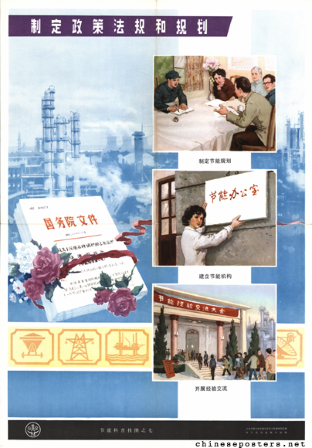 制定政策法规和规划
国务院文件
制定节能规划
节能办公室
建立节能机构
节能经验交流大会
开展经验交流
节能科普挂图之七
chineseposters.net